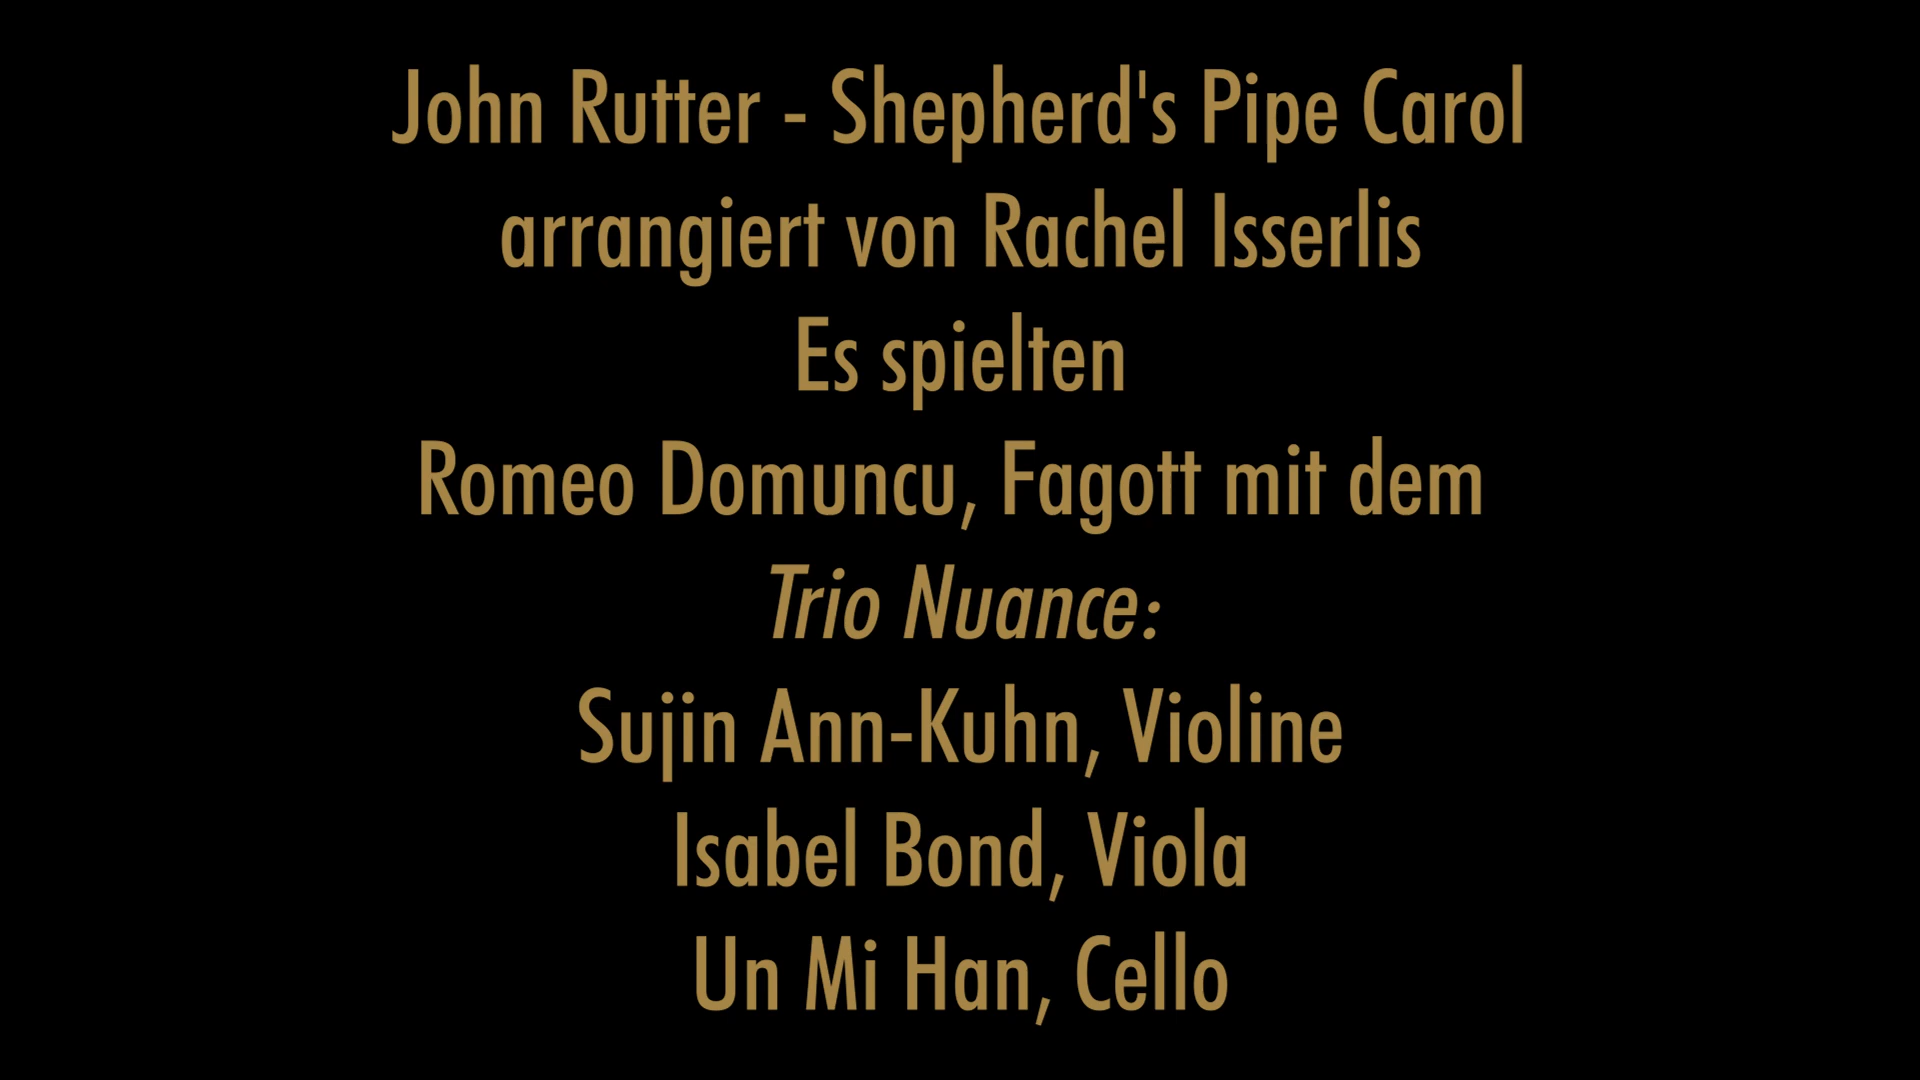 John Rutter - Shepherd's Pipe Carol
arrangiert von Rachel Isserlis
Es spielten
Romeo Domuncu, Fagott mit dem
Trio Nuance:
Sujin Ann-Kuhn, Violine
Isabel Bond, Viola
Un Mi Han, Cello